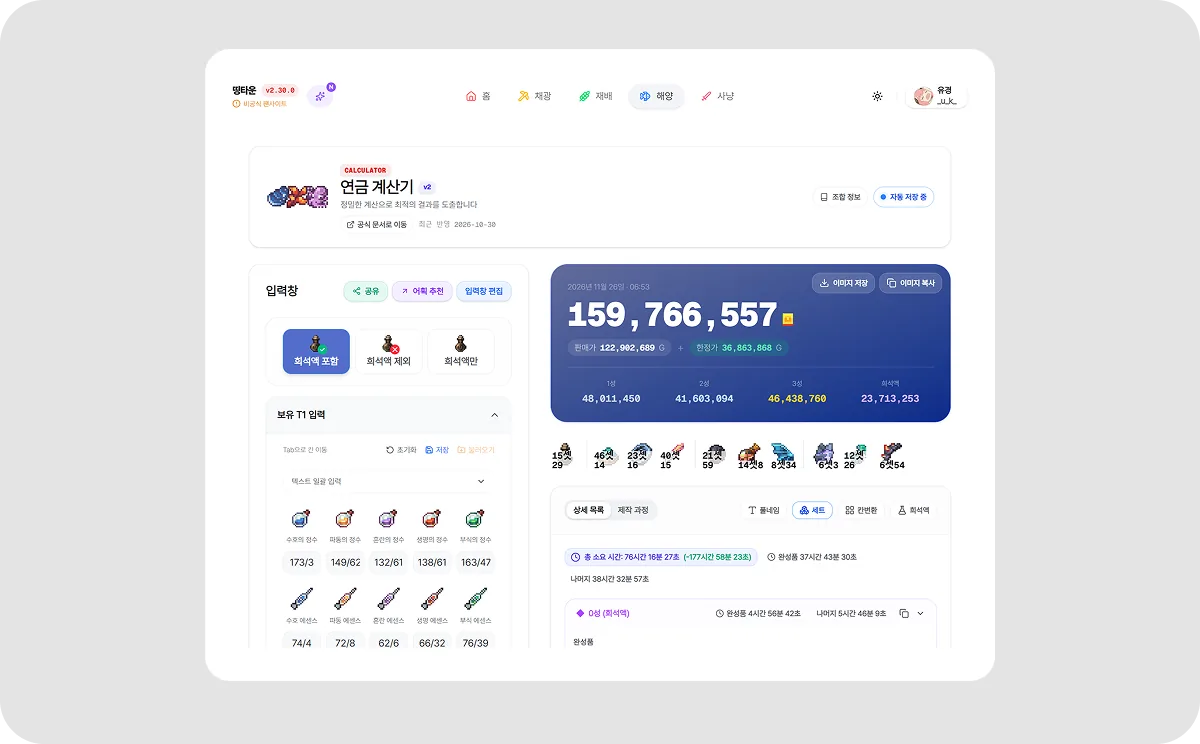 띵타운 v2.30.0 N
비공식 웹사이트
홈 채광 재배 해양 사냥
유경
_u_k_
CALCULATOR
연금 계산기 v2
정밀한 계산으로 최적의 결과를 도출합니다
공식 문서로 이동 최근 반영 2026-10-30
조합 정보 자동 저장 중
입력창 공유 어획 추천 입력창 편집
희석액 포함 희석액 제외 희석액만
보유 T1 입력
Tab으로 칸 이동 초기화 저장 불러오기
텍스트 일괄 입력
수호의 정수 파동의 정수 혼란의 정수 생명의 정수 부식의 정수
173/3 149/62 132/61 138/61 163/47
수호 에센스 파동 에센스 혼란 에센스 생명 에센스 부식 에센스
74/4 72/8 62/6 66/32 76/39
2026년 11월 26일 · 06:53 이미지 저장 이미지 복사
159,766,557
판매가 122,902,689 G + 한정가 36,863,868 G
1성 2성 3성 희석액
48,011,450 41,603,094 46,438,760 23,713,253
15셋 46셋 23셋 40셋 21셋 12셋
29 14 16 15 59 14셋8 8셋34 6셋3 26 6셋54
상세 목록 제작 과정 풀네임 세트 칸변환 희석액
총 소요 시간: 76시간 16분 27초 (-177시간 58분 23초) 완성품 37시간 43분 30초
나머지 38시간 32분 57초
0성 (희석액) 완성품 4시간 56분 42초 나머지 5시간 46분 9초
완성품